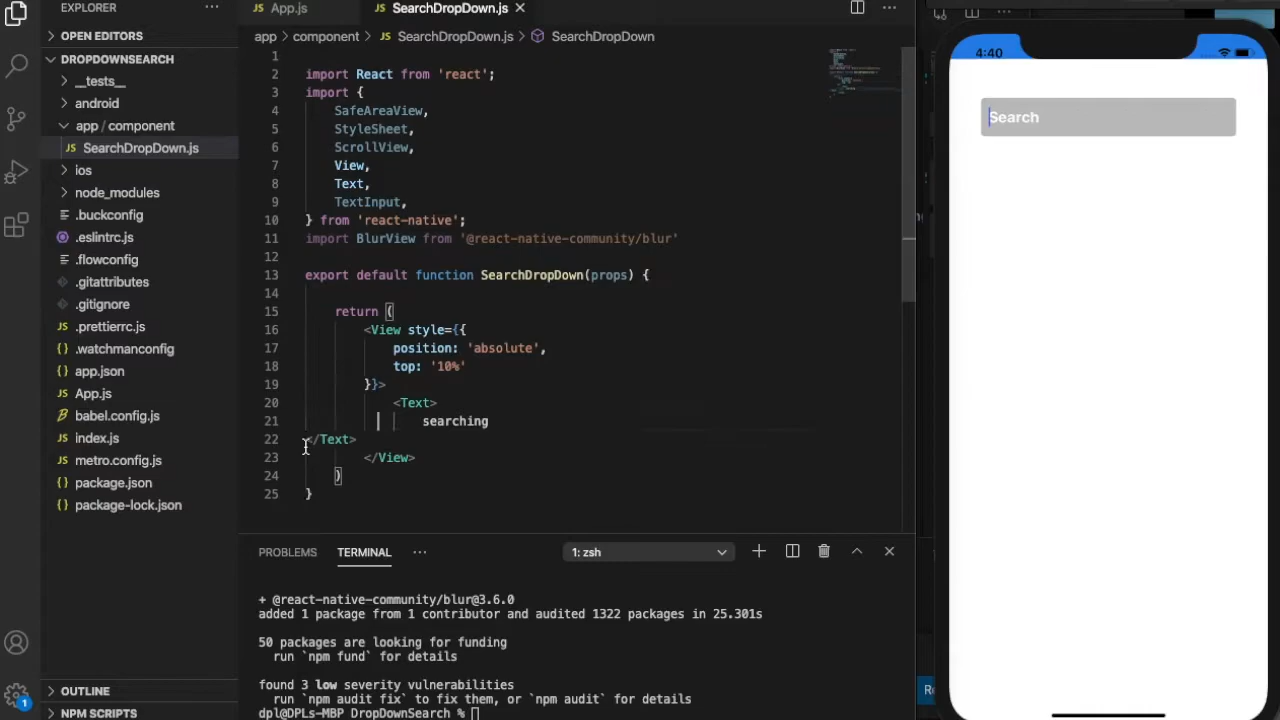 EXPLORER
OPEN EDITORS
DROPDOWNSEARCH
__tests__
android
app / component
JS SearchDropDown.js
ios
node_modules
.buckconfig
.eslintrc.js
.flowconfig
.gitattributes
.gitignore
.prettierrc.js
.watchmanconfig
app.json
JS App.js
babel.config.js
JS index.js
JS metro.config.js
package.json
package-lock.json
OUTLINE
NPM SCRIPTS
1
JS App.js
JS SearchDropDown.js
app > component > JS SearchDropDown.js > SearchDropDown
1
2 import React from 'react';
3 import {
4 SafeAreaView,
5 StyleSheet,
6 ScrollView,
7 View,
8 Text,
9 TextInput,
10 } from 'react-native';
11 import BlurView from '@react-native-community/blur'
12
13 export default function SearchDropDown(props) {
14
15 return (
16 <View style={{
17 position: 'absolute',
18 top: '10%'
19 }}>
20 <Text>
21 searching
22 </Text>
23 </View>
24 )
25 }
PROBLEMS TERMINAL ··· 1: zsh
+ @react-native-community/blur@3.6.0
added 1 package from 1 contributor and audited 1322 packages in 25.301s
50 packages are looking for funding
run `npm fund` for details
found 3 low severity vulnerabilities
run `npm audit fix` to fix them, or `npm audit` for details
dpl@DPLs-MBP DropDownSearch %
4:40
Search
Re